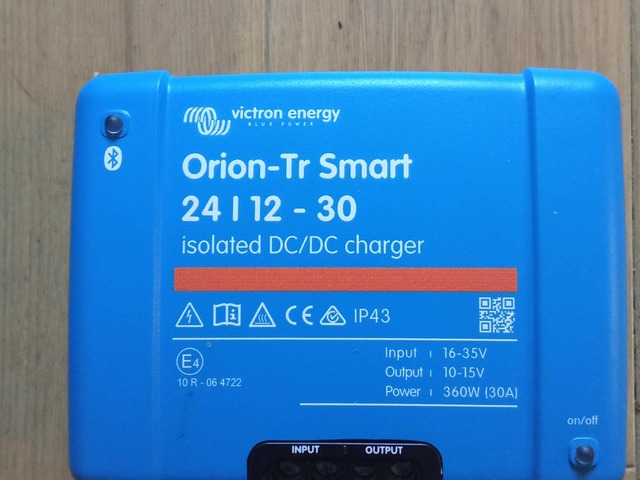 victron energy
BLUE POWER
Orion-Tr Smart
24 | 12 - 30
isolated DC/DC charger
CE IP43
E4
10 R - 06 4722
Input | 16-35V
Output | 10-15V
Power | 360W (30A)
on/off
INPUT OUTPUT